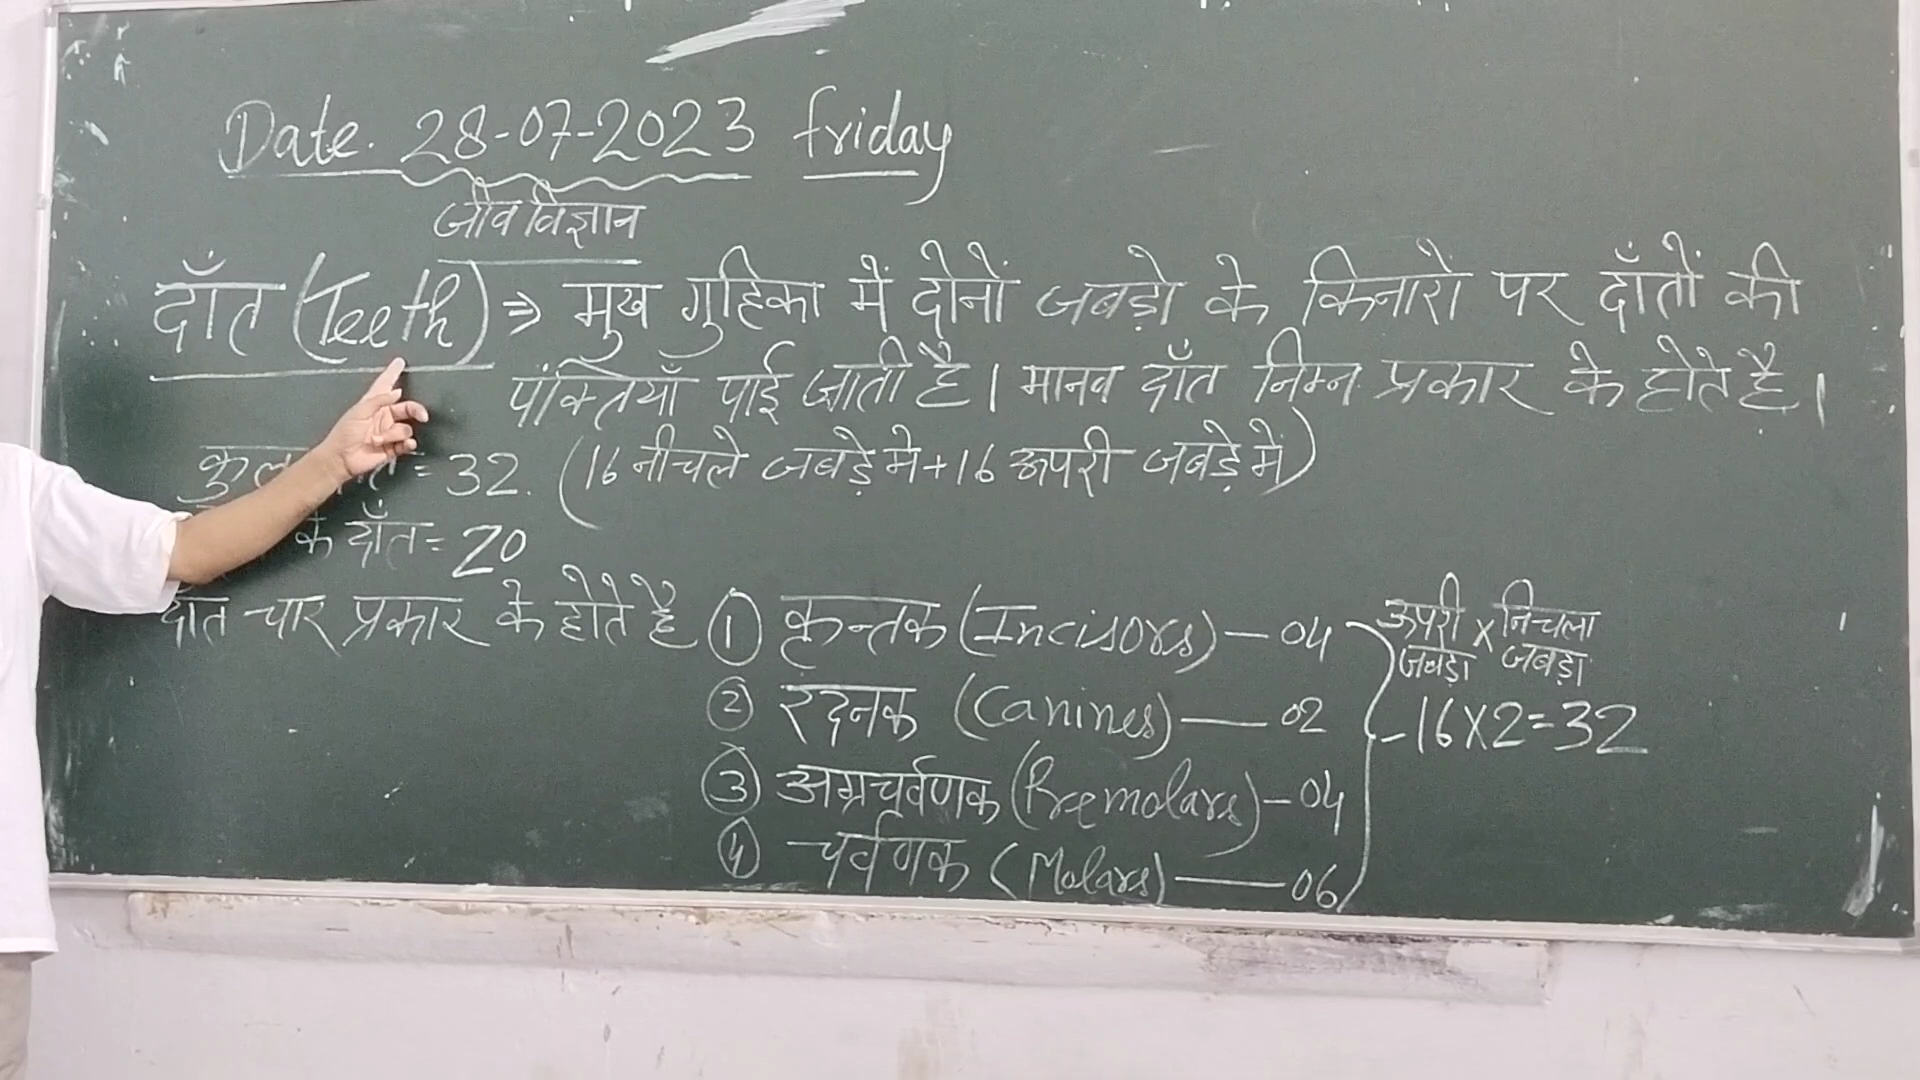 Date. 28-07-2023 friday
जीव विज्ञान
दाँत (Teeth) ⇒ मुख गुहिका में दोनों जबड़ो के किनारो पर दाँतों की
पंक्तियाँ पाई जाती है। मानव दाँत निम्न प्रकार के होते है।
कुल = 32. (16 नीचले जबड़े मे + 16 ऊपरी जबड़े मे)
के दाँत = 20
दाँत चार प्रकार के होते है
① कृन्तक (Incisors) — 04
② रदनक (Canines) — 02
③ अग्रचर्वणक (Premolars) — 04
④ चर्वणक (Molars) — 06
ऊपरी जबड़ा × निचला जबड़ा
- 16 X 2 = 32